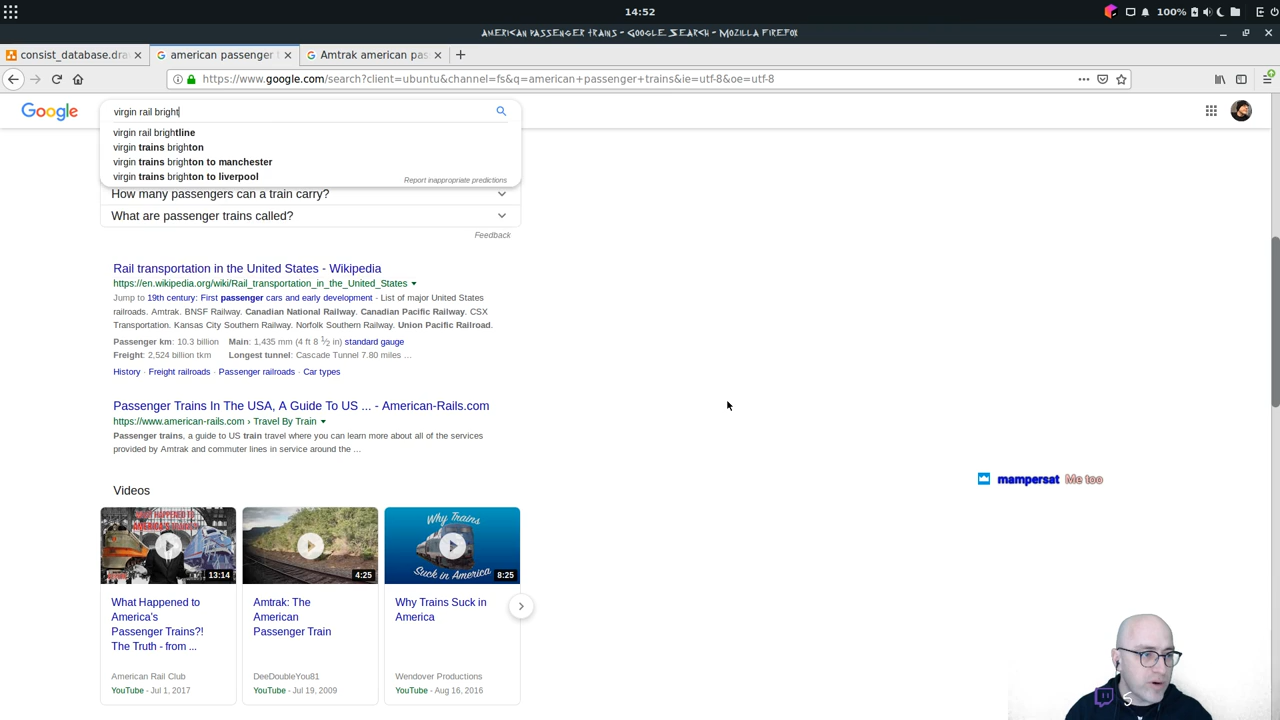 14:52
100%
AMERICAN PASSENGER TRAINS - GOOGLE SEARCH - MOZILLA FIREFOX
consist_database.dra
american passenger
Amtrak american pas
https://www.google.com/search?client=ubuntu&channel=fs&q=american+passenger+trains&ie=utf-8&oe=utf-8
Google
virgin rail bright
virgin rail brightline
virgin trains brighton
virgin trains brighton to manchester
virgin trains brighton to liverpool
Report inappropriate predictions
How many passengers can a train carry?
What are passenger trains called?
Feedback
Rail transportation in the United States - Wikipedia
https://en.wikipedia.org/wiki/Rail_transportation_in_the_United_States
Jump to 19th century: First passenger cars and early development - List of major United States
railroads. Amtrak. BNSF Railway. Canadian National Railway. Canadian Pacific Railway. CSX
Transportation. Kansas City Southern Railway. Norfolk Southern Railway. Union Pacific Railroad.
Passenger km: 10.3 billion Main: 1,435 mm (4 ft 8 1⁄2 in) standard gauge
Freight: 2,524 billion tkm Longest tunnel: Cascade Tunnel 7.80 miles ...
History · Freight railroads · Passenger railroads · Car types
Passenger Trains In The USA, A Guide To US ... - American-Rails.com
https://www.american-rails.com › Travel By Train
Passenger trains, a guide to US train travel where you can learn more about all of the services
provided by Amtrak and commuter lines in service around the ...
mampersat Me too
Videos
Why Trains
Suck in America
13:14
4:25
8:25
What Happened to
America's
Passenger Trains?!
The Truth - from ...
Amtrak: The
American
Passenger Train
Why Trains Suck in
America
American Rail Club
YouTube - Jul 1, 2017
DeeDoubleYou81
YouTube - Jul 19, 2009
Wendover Productions
YouTube - Aug 16, 2016
S